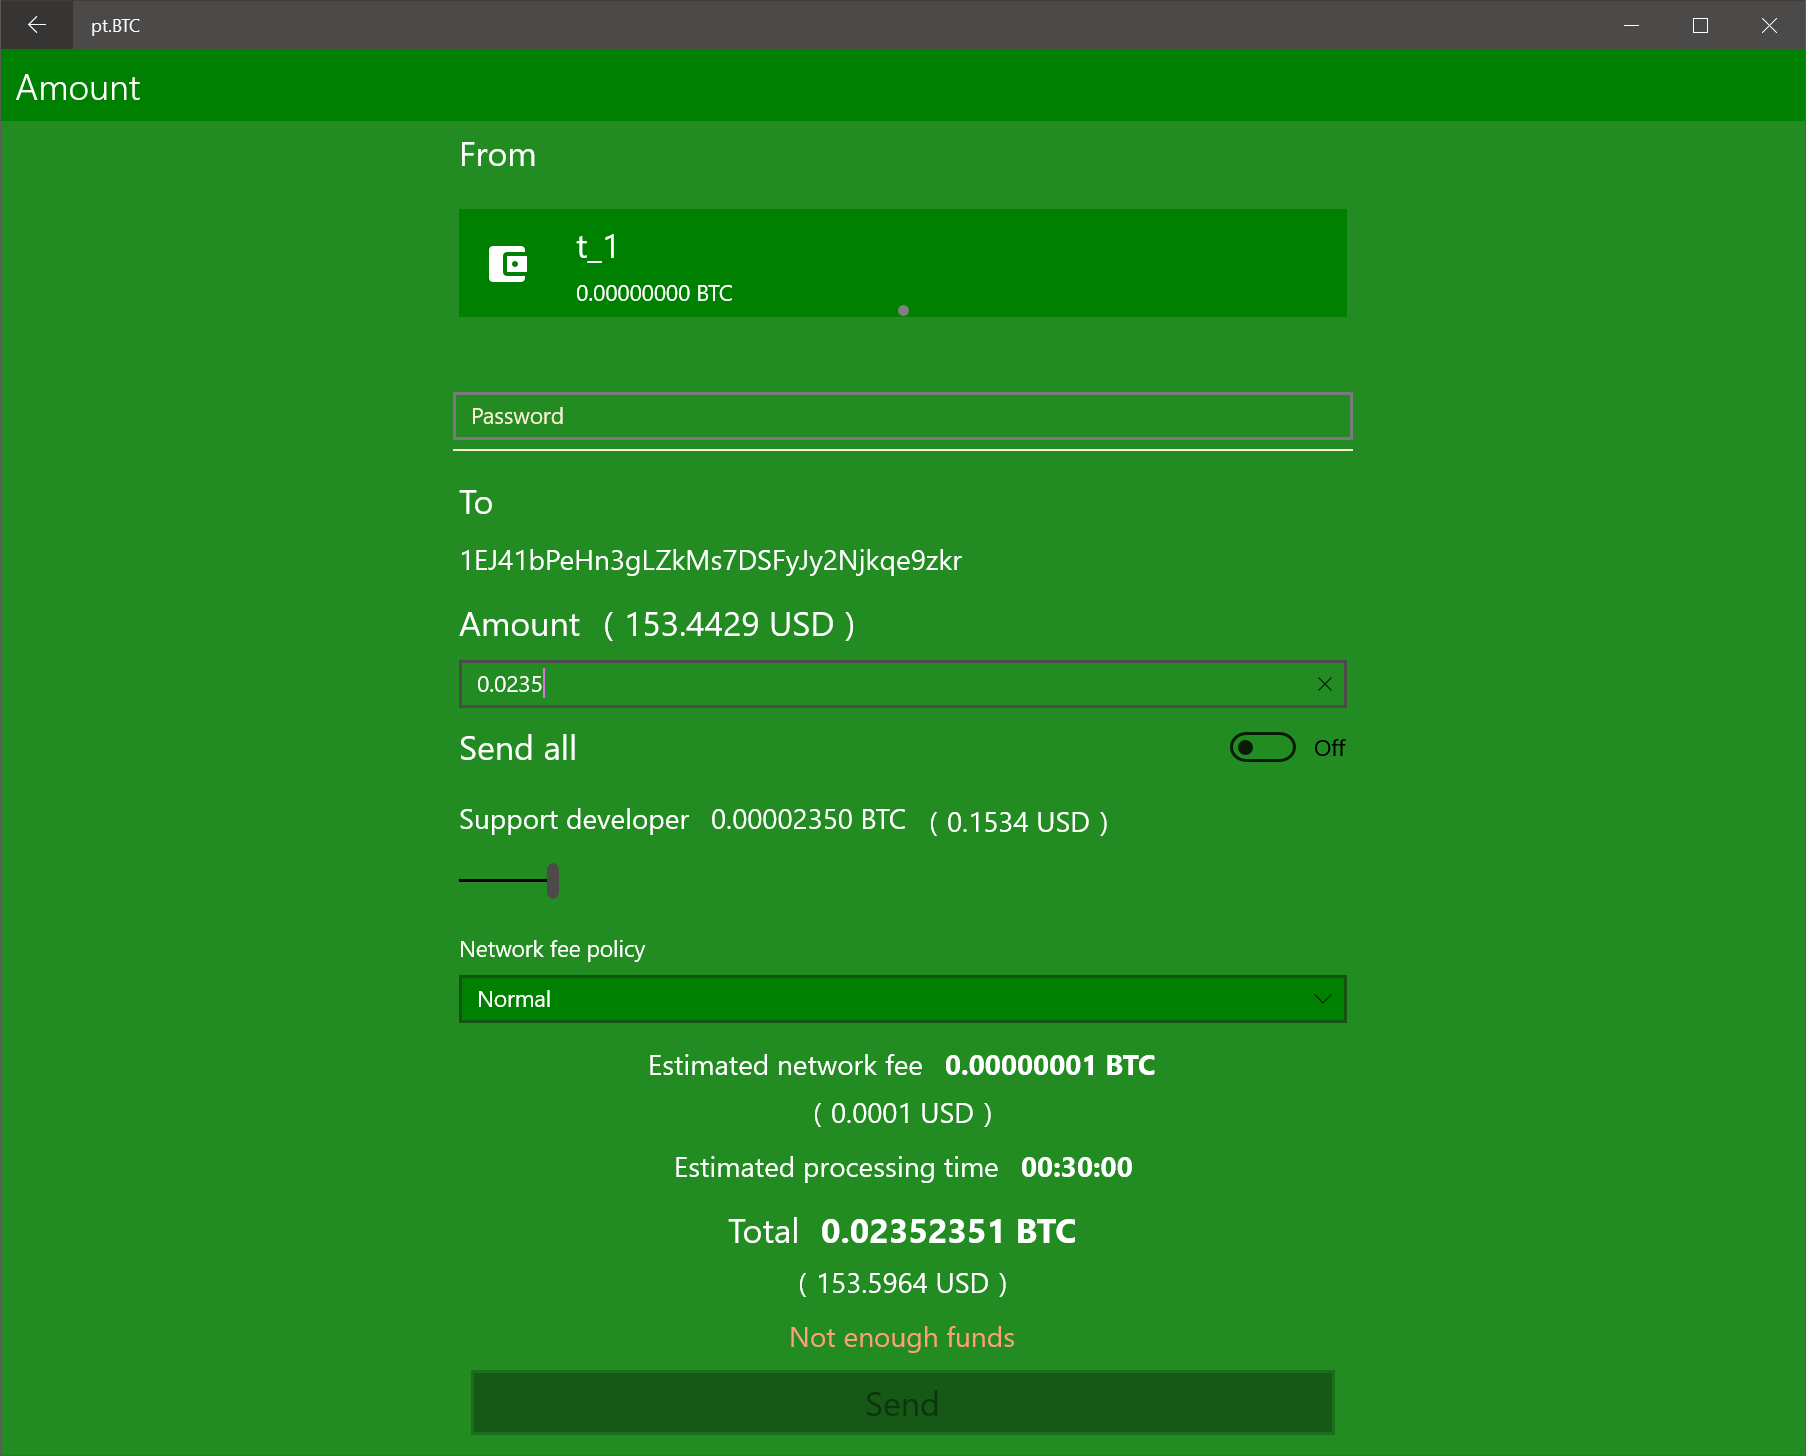 pt.BTC
Amount
From
t_1
0.00000000 BTC
Password
To
1EJ41bPeHn3gLZkMs7DSFyJy2Njkqe9zkr
Amount ( 153.4429 USD )
0.0235
Send all Off
Support developer 0.00002350 BTC ( 0.1534 USD )
Network fee policy
Normal
Estimated network fee 0.00000001 BTC
( 0.0001 USD )
Estimated processing time 00:30:00
Total 0.02352351 BTC
( 153.5964 USD )
Not enough funds
Send